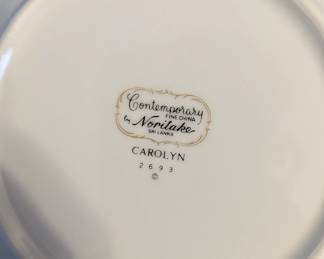 Contemporary
FINE CHINA
by Noritake
SRI LANKA
CAROLYN
2693
©